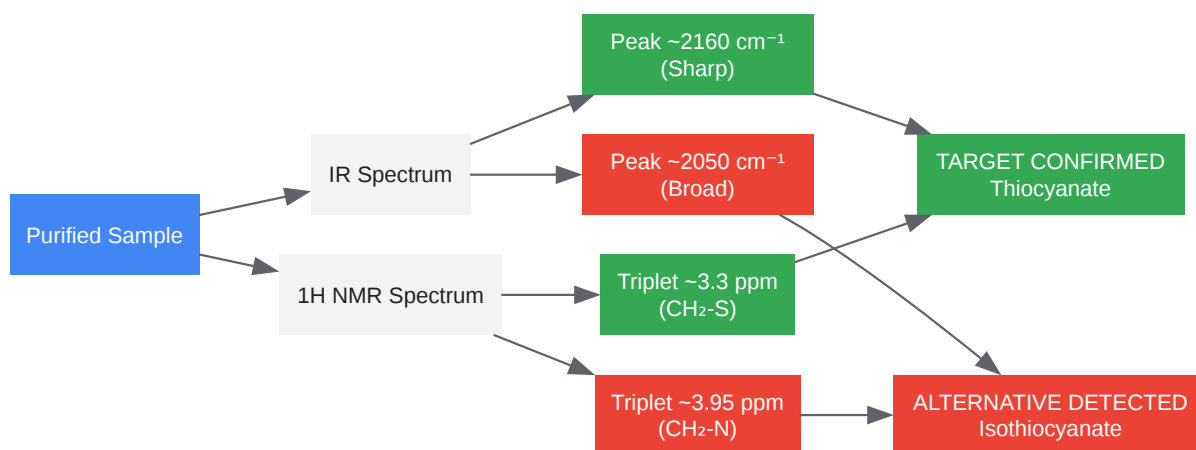 Purified Sample
IR Spectrum
1H NMR Spectrum
Peak ~2160 cm⁻¹
(Sharp)
Peak ~2050 cm⁻¹
(Broad)
Triplet ~3.3 ppm
(CH₂-S)
Triplet ~3.95 ppm
(CH₂-N)
TARGET CONFIRMED
Thiocyanate
ALTERNATIVE DETECTED
Isothiocyanate